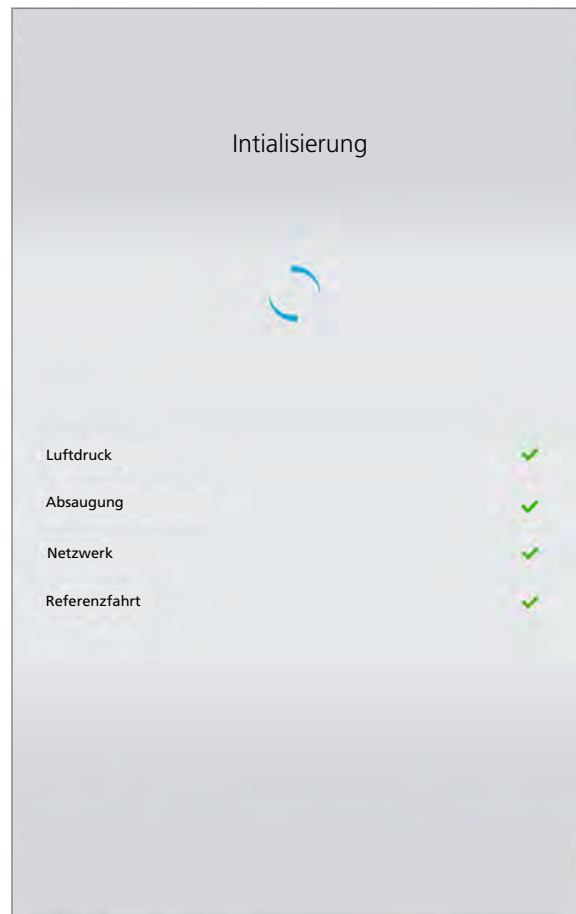 Intialisierung
Luftdruck
Absaugung
Netzwerk
Referenzfahrt